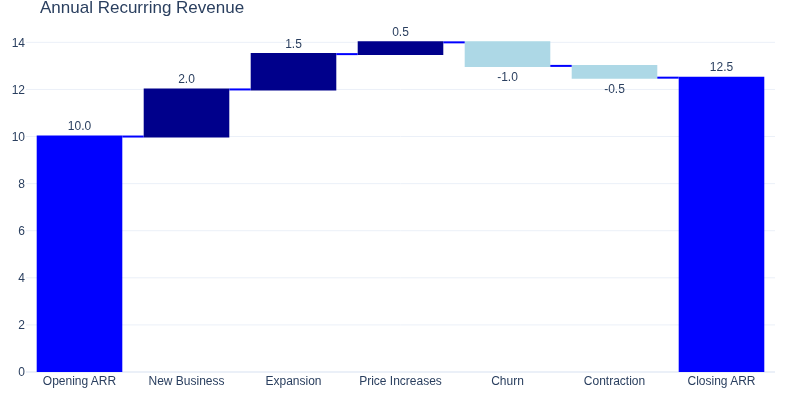 Annual Recurring Revenue
14
12
10
8
6
4
2
0
10.0
2.0
1.5
0.5
-1.0
-0.5
12.5
Opening ARR
New Business
Expansion
Price Increases
Churn
Contraction
Closing ARR